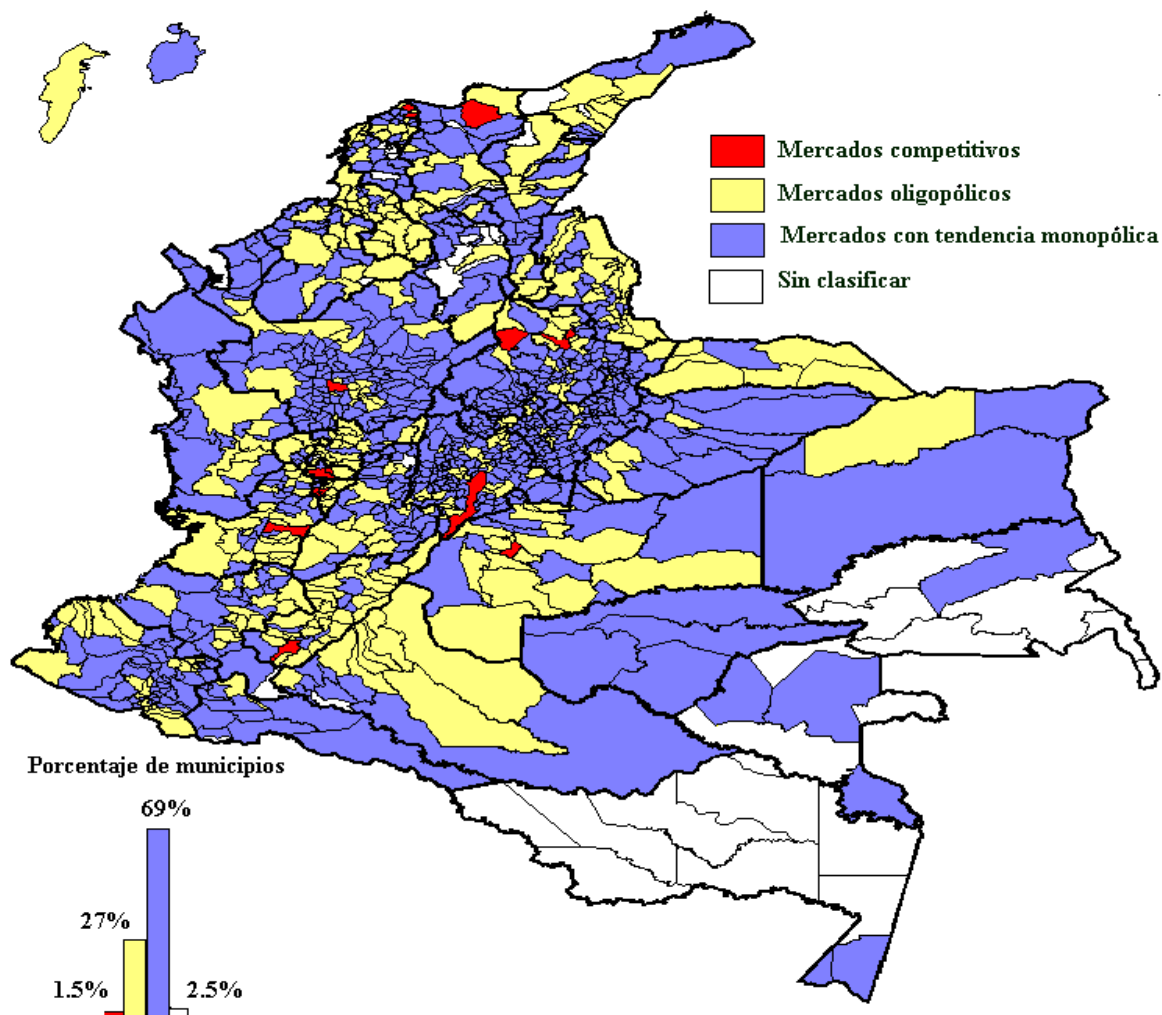 Mercados competitivos
Mercados oligopólicos
Mercados con tendencia monopólica
Sin clasificar
Porcentaje de municipios
69%
27%
1.5%
2.5%